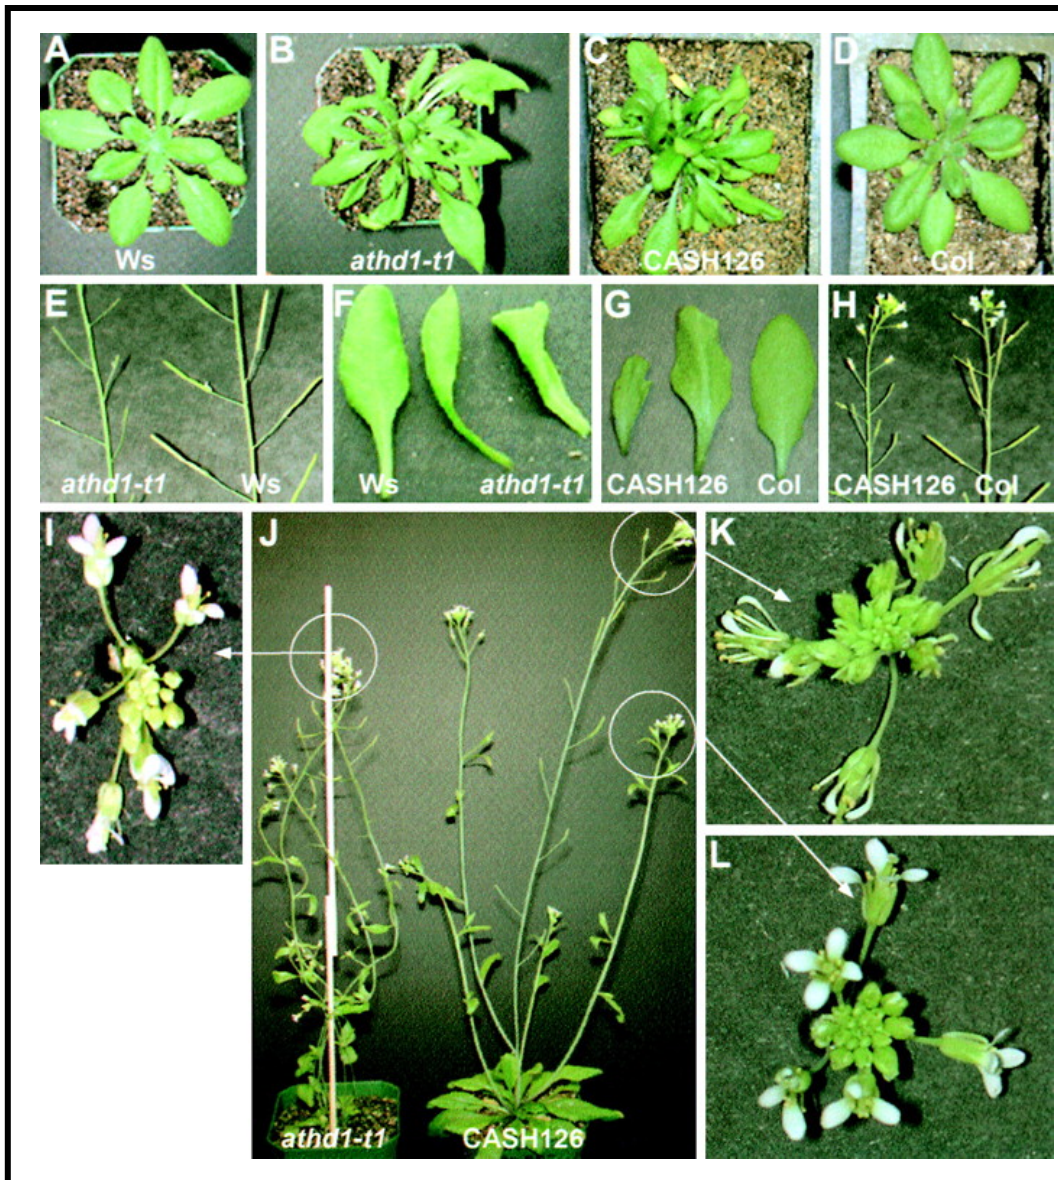 A
Ws
B
athd1-t1
C
CASH126
D
Col
E
athd1-t1 Ws
F
Ws athd1-t1
G
CASH126 Col
H
CASH126 Col
I
J
athd1-t1 CASH126
K
L